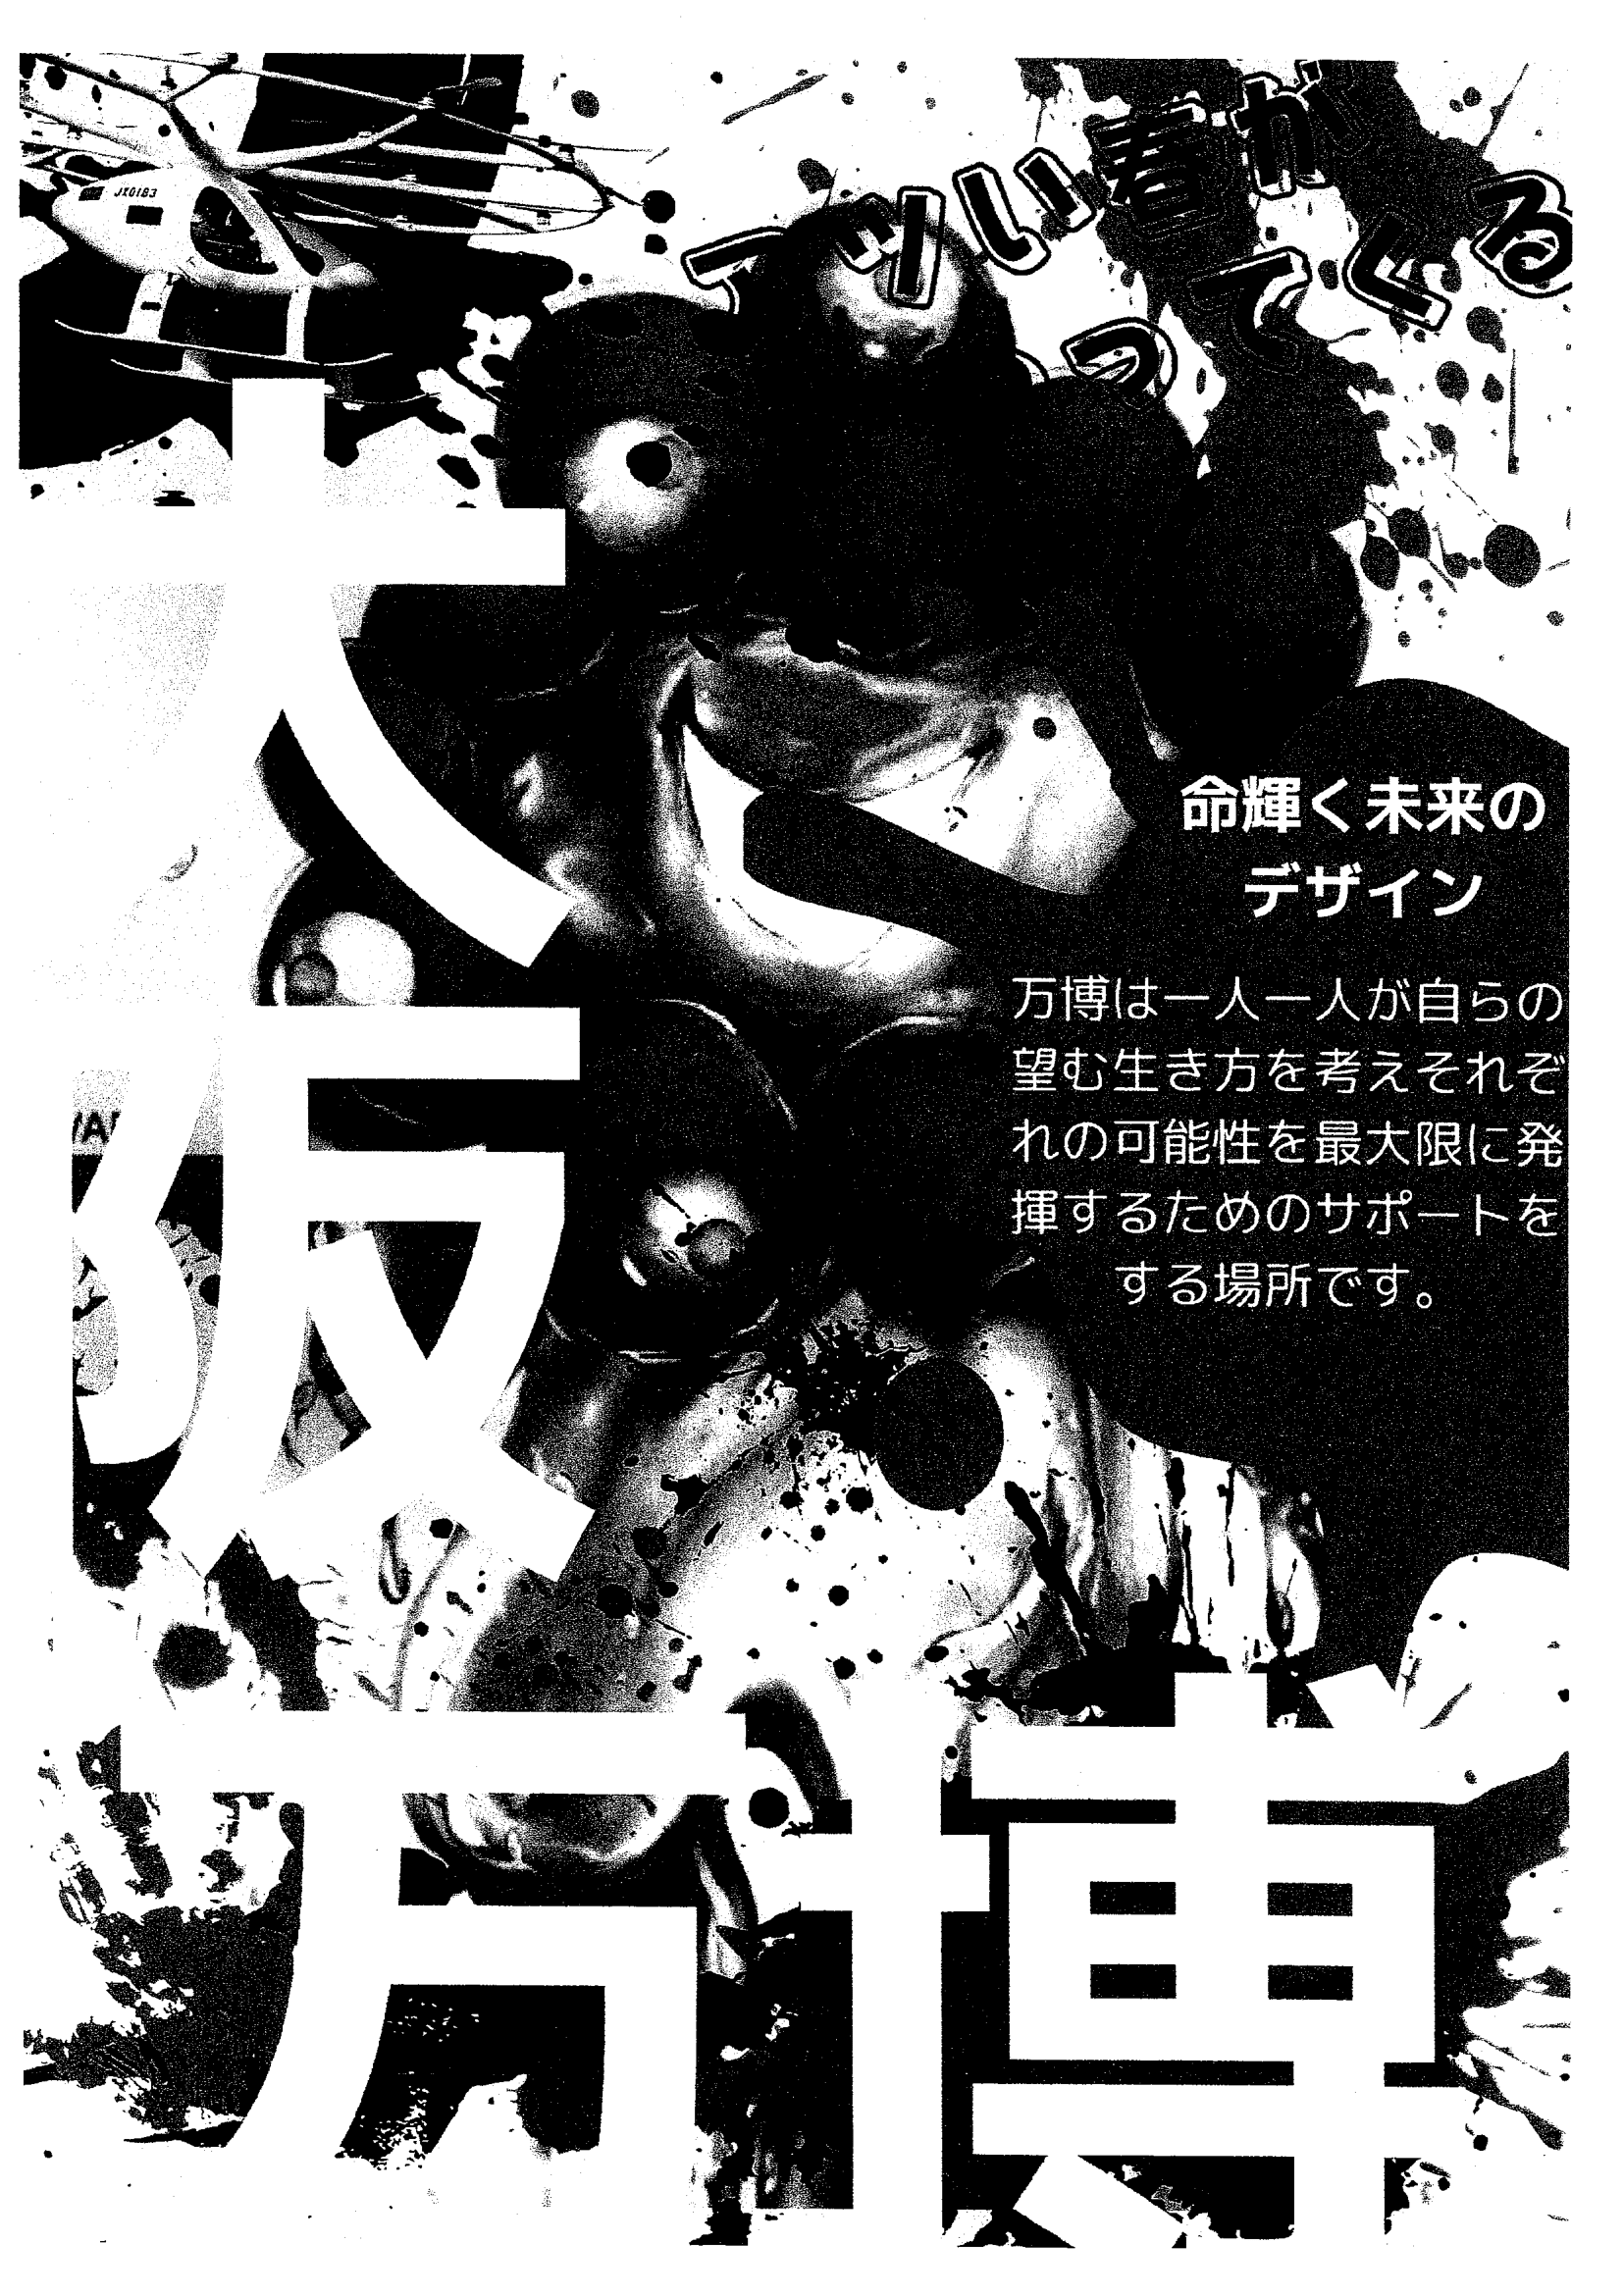 JX0183
アツい春が
やってくる
大阪
万博
命輝く未来の
デザイン
万博は一人一人が自らの
望む生き方を考えそれぞ
れの可能性を最大限に発
揮するためのサポートを
する場所です。